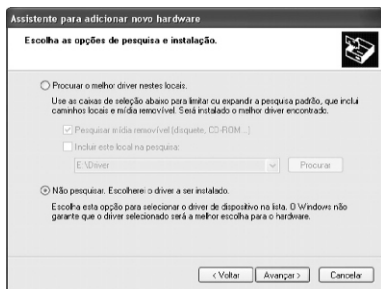 Assistente para adicionar novo hardware
Escolha as opções de pesquisa e instalação.
Procurar o melhor driver nestes locais.
Use as caixas de seleção abaixo para limitar ou expandir a pesquisa padrão, que inclui
caminhos locais e mídia removível. Será instalado o melhor driver encontrado.
Pesquisar mídia removível (disquete, CD-ROM...)
Incluir este local na pesquisa:
E:\Driver
Procurar
Não pesquisar. Escolherei o driver a ser instalado.
Escolha esta opção para selecionar o driver de dispositivo na lista. O Windows não
garante que o driver selecionado será a melhor escolha para o hardware.
< Voltar
Avançar >
Cancelar